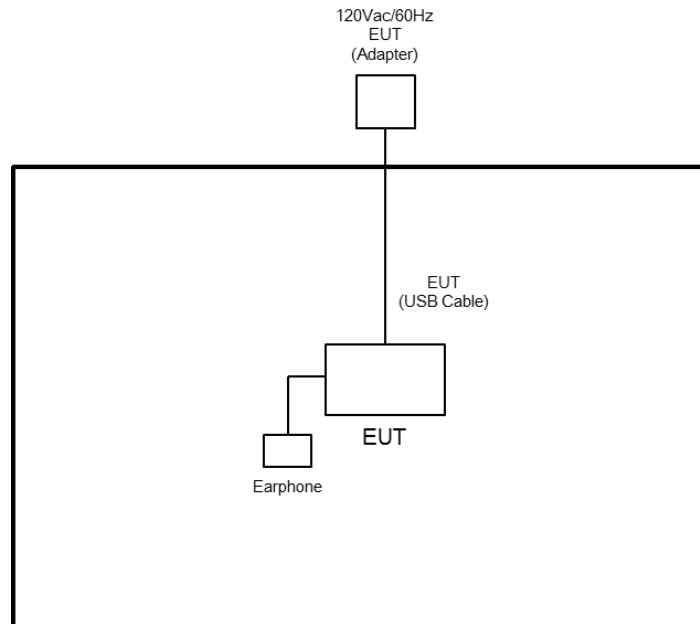 120Vac/60Hz
EUT
(Adapter)
EUT
(USB Cable)
EUT
Earphone